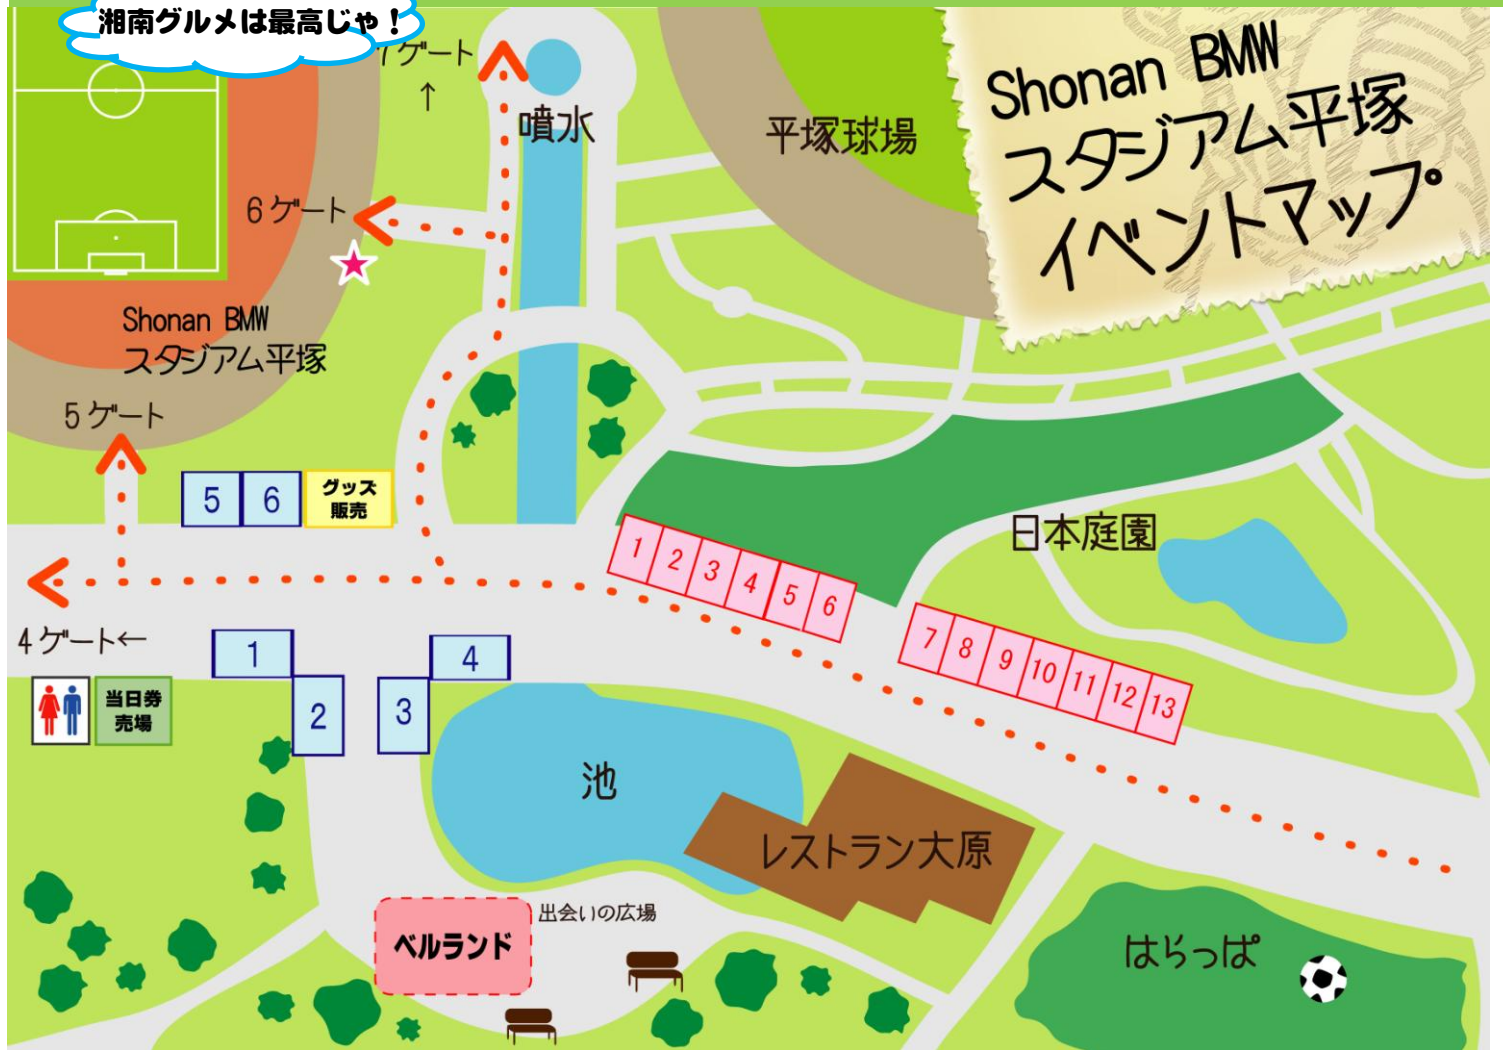 湘南グルメは最高じゃ！
Shonan BMW
スタジアム平塚
イベントマップ
7ゲート
↑
噴水
平塚球場
6ゲート
Shonan BMW
スタジアム平塚
5ゲート
5
6
グッズ
販売
日本庭園
1
2
3
4
5
6
7
8
9
10
11
12
13
4ゲート←
当日券
売場
1
2
3
4
池
レストラン大原
出会いの広場
ベルランド
はらっぱ